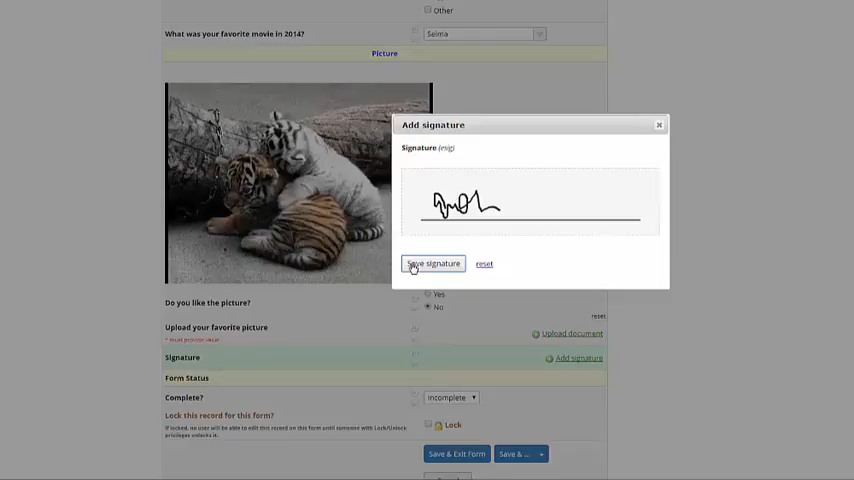 Other
What was your favorite movie in 2014?
Selma
Picture
Add signature
Signature (esig)
Save signature
reset
Do you like the picture?
Yes
No
reset
Upload your favorite picture
* must provide value
Upload document
Signature
Add signature
Form Status
Complete?
Incomplete
Lock this record for this form?
If locked, no user will be able to edit this record on this form until someone with Lock/Unlock
privileges unlocks it.
Lock
Save & Exit Form
Save & ...